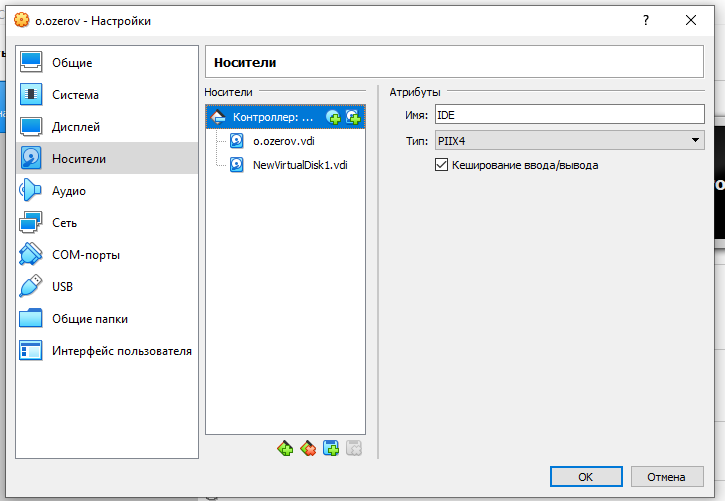 o.ozerov - Настройки
?
Общие
Система
Дисплей
Носители
Аудио
Сеть
COM-порты
USB
Общие папки
Интерфейс пользователя
Носители
Носители
Контроллер: ...
o.ozerov.vdi
NewVirtualDisk1.vdi
Атрибуты
Имя: IDE
Тип: PIIX4
Кеширование ввода/вывода
OK
Отмена